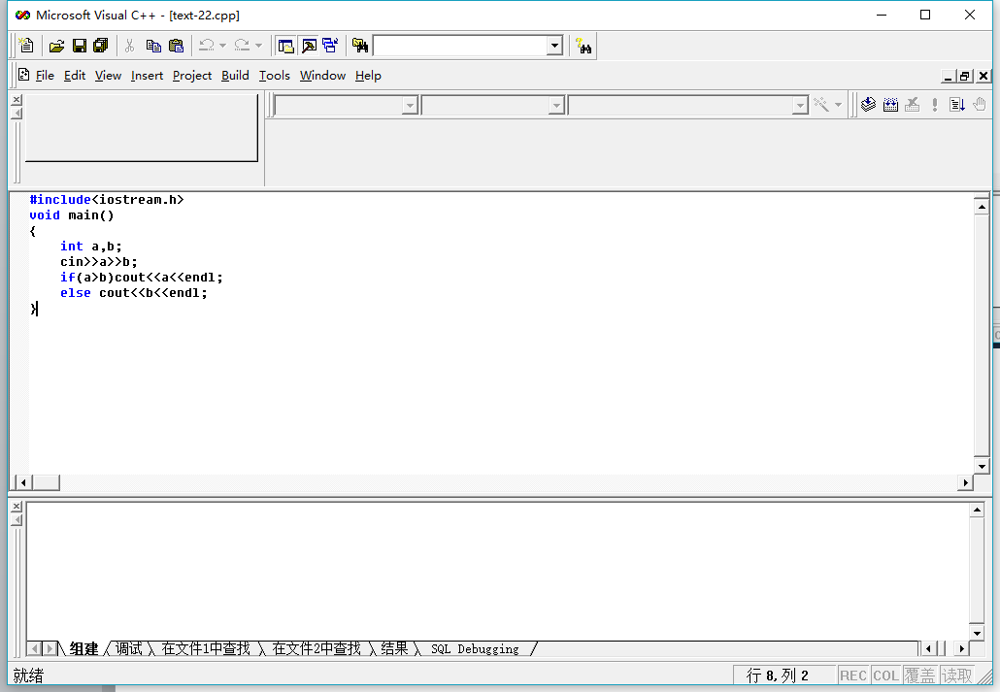 Microsoft Visual C++ - [text-22.cpp]
File Edit View Insert Project Build Tools Window Help
#include<iostream.h>
void main()
{
    int a,b;
    cin>>a>>b;
    if(a>b)cout<<a<<endl;
    else cout<<b<<endl;
}
组建 调试 在文件1中查找 在文件2中查找 结果 SQL Debugging
就绪 行 8, 列 2 REC COL 覆盖 读取